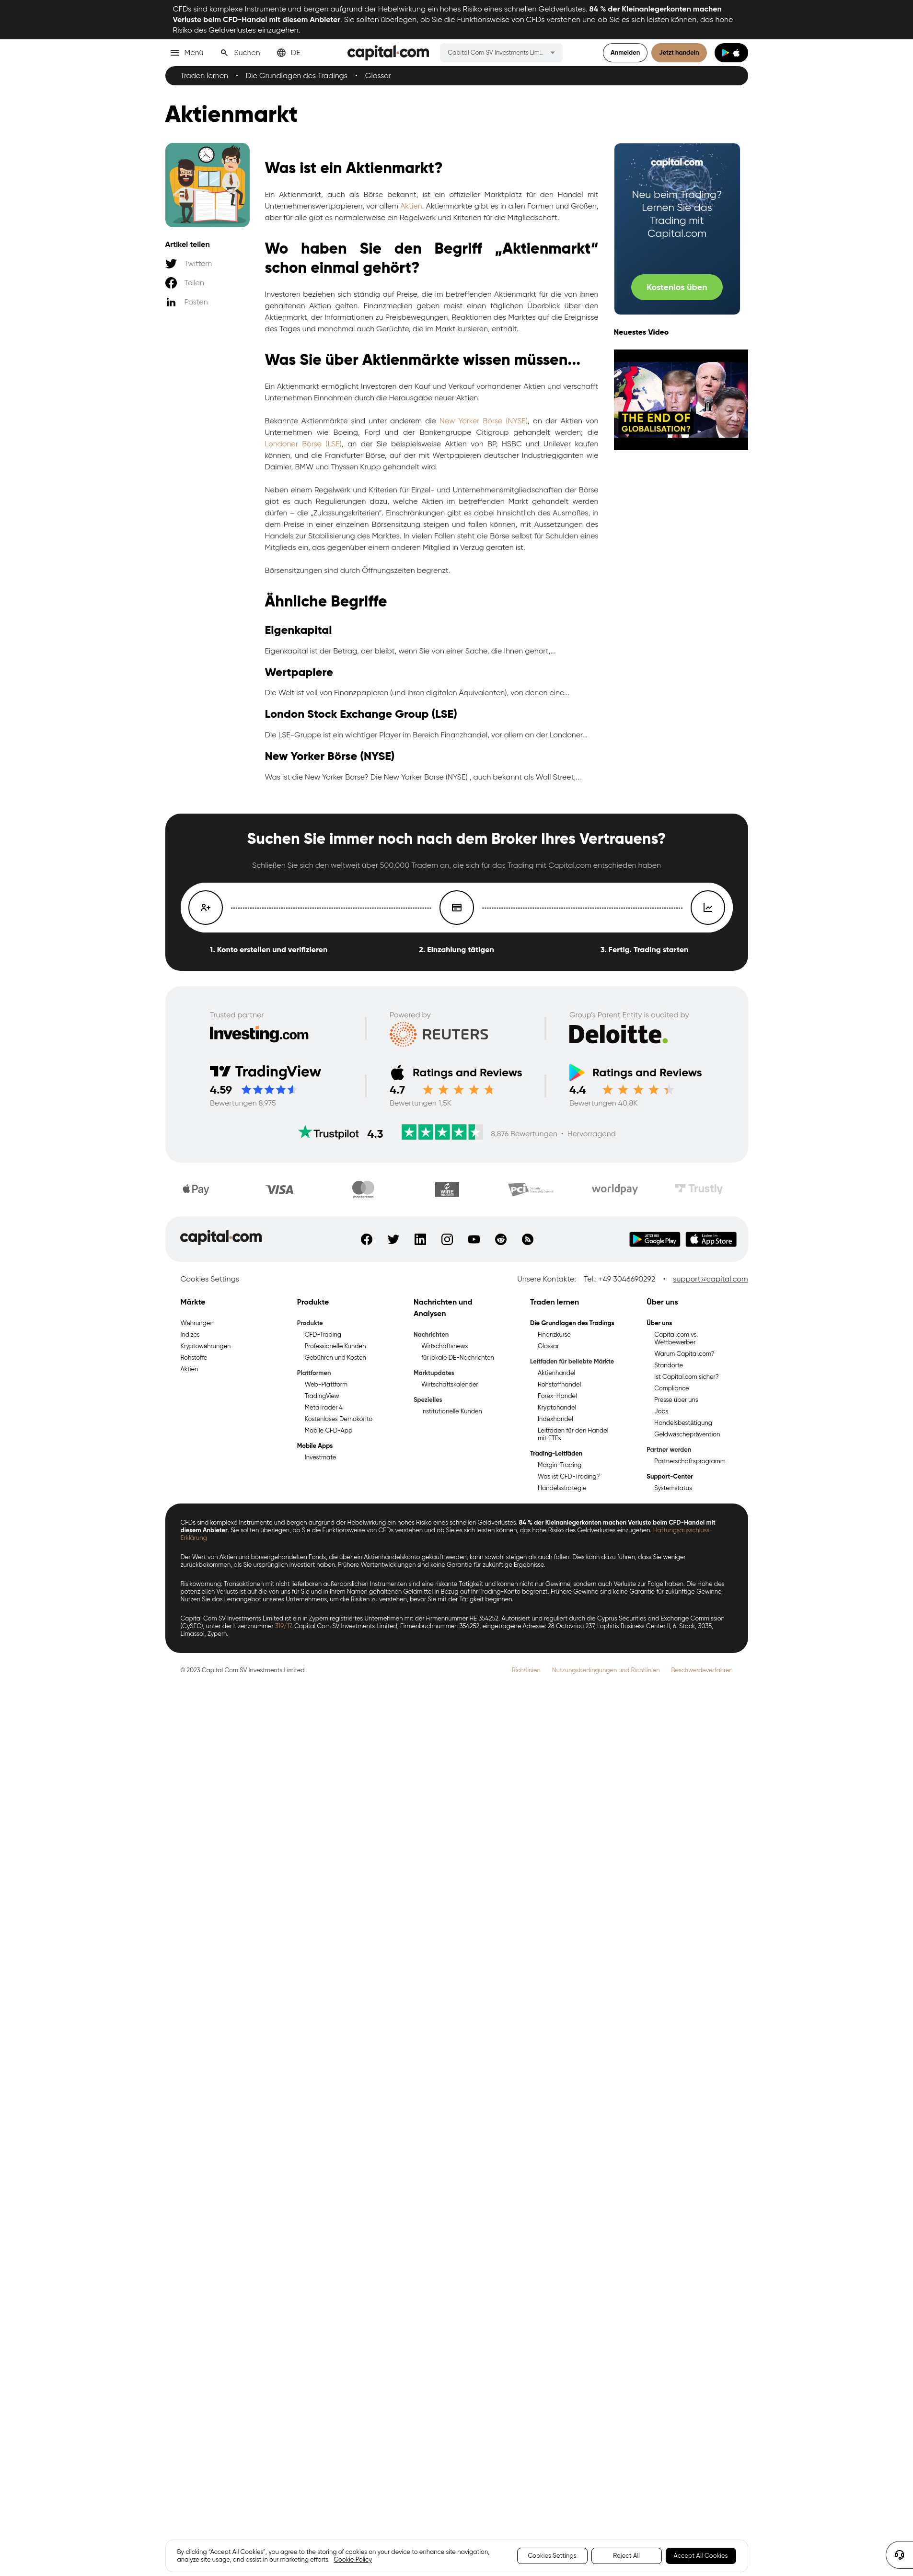 CFDs sind komplexe Instrumente und bergen aufgrund der Hebelwirkung ein hohes Risiko eines schnellen Geldverlustes. 84 % der Kleinanlegerkonten machen
Verluste beim CFD-Handel mit diesem Anbieter. Sie sollten überlegen, ob Sie die Funktionsweise von CFDs verstehen und ob Sie es sich leisten können, das hohe
Risiko des Geldverlustes einzugehen.
Menü Suchen DE capital.com Capital Com SV Investments Lim... Anmelden Jetzt handeln
Traden lernen • Die Grundlagen des Tradings • Glossar
Aktienmarkt
Artikel teilen
Twittern
Teilen
Posten
Was ist ein Aktienmarkt?
Ein Aktienmarkt, auch als Börse bekannt, ist ein offizieller Marktplatz für den Handel mit
Unternehmenswertpapieren, vor allem Aktien. Aktienmärkte gibt es in allen Formen und Größen,
aber für alle gibt es normalerweise ein Regelwerk und Kriterien für die Mitgliedschaft.
Wo haben Sie den Begriff „Aktienmarkt“
schon einmal gehört?
Investoren beziehen sich ständig auf Preise, die im betreffenden Aktienmarkt für die von ihnen
gehaltenen Aktien gelten. Finanzmedien geben meist einen täglichen Überblick über den
Aktienmarkt, der Informationen zu Preisbewegungen, Reaktionen des Marktes auf die Ereignisse
des Tages und manchmal auch Gerüchte, die im Markt kursieren, enthält.
Was Sie über Aktienmärkte wissen müssen...
Ein Aktienmarkt ermöglicht Investoren den Kauf und Verkauf vorhandener Aktien und verschafft
Unternehmen Einnahmen durch die Herausgabe neuer Aktien.
Bekannte Aktienmärkte sind unter anderem die New Yorker Börse (NYSE), an der Aktien von
Unternehmen wie Boeing, Ford und der Bankengruppe Citigroup gehandelt werden; die
Londoner Börse (LSE), an der Sie beispielsweise Aktien von BP, HSBC und Unilever kaufen
können, und die Frankfurter Börse, auf der mit Wertpapieren deutscher Industriegiganten wie
Daimler, BMW und Thyssen Krupp gehandelt wird.
Neben einem Regelwerk und Kriterien für Einzel- und Unternehmensmitgliedschaften der Börse
gibt es auch Regulierungen dazu, welche Aktien im betreffenden Markt gehandelt werden
dürfen – die „Zulassungskriterien“. Einschränkungen gibt es dabei hinsichtlich des Ausmaßes, in
dem Preise in einer einzelnen Börsensitzung steigen und fallen können, mit Aussetzungen des
Handels zur Stabilisierung des Marktes. In vielen Fällen steht die Börse selbst für Schulden eines
Mitglieds ein, das gegenüber einem anderen Mitglied in Verzug geraten ist.
Börsensitzungen sind durch Öffnungszeiten begrenzt.
Ähnliche Begriffe
Eigenkapital
Eigenkapital ist der Betrag, der bleibt, wenn Sie von einer Sache, die Ihnen gehört,...
Wertpapiere
Die Welt ist voll von Finanzpapieren (und ihren digitalen Äquivalenten), von denen eine...
London Stock Exchange Group (LSE)
Die LSE-Gruppe ist ein wichtiger Player im Bereich Finanzhandel, vor allem an der Londoner...
New Yorker Börse (NYSE)
Was ist die New Yorker Börse? Die New Yorker Börse (NYSE) , auch bekannt als Wall Street,...
capital.com
Neu beim Trading?
Lernen Sie das
Trading mit
Capital.com
Kostenlos üben
Neuestes Video
THE END OF
GLOBALISATION?
Suchen Sie immer noch nach dem Broker Ihres Vertrauens?
Schließen Sie sich den weltweit über 500.000 Tradern an, die sich für das Trading mit Capital.com entschieden haben
1. Konto erstellen und verifizieren 2. Einzahlung tätigen 3. Fertig. Trading starten
Trusted partner Powered by Group's Parent Entity is audited by
Investing.com REUTERS Deloitte.
TradingView Ratings and Reviews Ratings and Reviews
4.59 4.7 4.4
Bewertungen 8,975 Bewertungen 1,5K Bewertungen 40,8K
Trustpilot 4.3 8,876 Bewertungen • Hervorragend
Pay VISA mastercard WIRE PCI worldpay Trustly
capital.com JETZT BEI Google Play Laden im App Store
Cookies Settings Unsere Kontakte: Tel.: +49 3046690292 • support@capital.com
Märkte
Währungen
Indizes
Kryptowährungen
Rohstoffe
Aktien
Produkte
Produkte
CFD-Trading
Professionelle Kunden
Gebühren und Kosten
Plattformen
Web-Plattform
TradingView
MetaTrader 4
Kostenloses Demokonto
Mobile CFD-App
Mobile Apps
Investmate
Nachrichten und
Analysen
Nachrichten
Wirtschaftsnews
für lokale DE-Nachrichten
Marktupdates
Wirtschaftskalender
Spezielles
Institutionelle Kunden
Traden lernen
Die Grundlagen des Tradings
Finanzkurse
Glossar
Leitfaden für beliebte Märkte
Aktienhandel
Rohstoffhandel
Forex-Handel
Kryptohandel
Indexhandel
Leitfaden für den Handel
mit ETFs
Trading-Leitfäden
Margin-Trading
Was ist CFD-Trading?
Handelsstrategie
Über uns
Über uns
Capital.com vs.
Wettbewerber
Warum Capital.com?
Standorte
Ist Capital.com sicher?
Compliance
Presse über uns
Jobs
Handelsbestätigung
Geldwäscheprävention
Partner werden
Partnerschaftsprogramm
Support-Center
Systemstatus
CFDs sind komplexe Instrumente und bergen aufgrund der Hebelwirkung ein hohes Risiko eines schnellen Geldverlustes. 84 % der Kleinanlegerkonten machen Verluste beim CFD-Handel mit
diesem Anbieter. Sie sollten überlegen, ob Sie die Funktionsweise von CFDs verstehen und ob Sie es sich leisten können, das hohe Risiko des Geldverlustes einzugehen. Haftungsausschluss-
Erklärung
Der Wert von Aktien und börsengehandelten Fonds, die über ein Aktienhandelskonto gekauft werden, kann sowohl steigen als auch fallen. Dies kann dazu führen, dass Sie weniger
zurückbekommen, als Sie ursprünglich investiert haben. Frühere Wertentwicklungen sind keine Garantie für zukünftige Ergebnisse.
Risikowarnung: Transaktionen mit nicht lieferbaren außerbörslichen Instrumenten sind eine riskante Tätigkeit und können nicht nur Gewinne, sondern auch Verluste zur Folge haben. Die Höhe des
potenziellen Verlusts ist auf die von uns für Sie und in Ihrem Namen gehaltenen Geldmittel in Bezug auf Ihr Trading-Konto begrenzt. Frühere Gewinne sind keine Garantie für zukünftige Gewinne.
Nutzen Sie das Lernangebot unseres Unternehmens, um die Risiken zu verstehen, bevor Sie mit der Tätigkeit beginnen.
Capital Com SV Investments Limited ist ein in Zypern registriertes Unternehmen mit der Firmennummer HE 354252. Autorisiert und reguliert durch die Cyprus Securities and Exchange Commission
(CySEC), unter der Lizenznummer 319/17. Capital Com SV Investments Limited, Firmenbuchnummer: 354252, eingetragene Adresse: 28 Octovriou 237, Lophitis Business Center II, 6. Stock, 3035,
Limassol, Zypern.
© 2023 Capital Com SV Investments Limited Richtlinien Nutzungsbedingungen und Richtlinien Beschwerdeverfahren
By clicking “Accept All Cookies”, you agree to the storing of cookies on your device to enhance site navigation,
analyze site usage, and assist in our marketing efforts. Cookie Policy
Cookies Settings Reject All Accept All Cookies